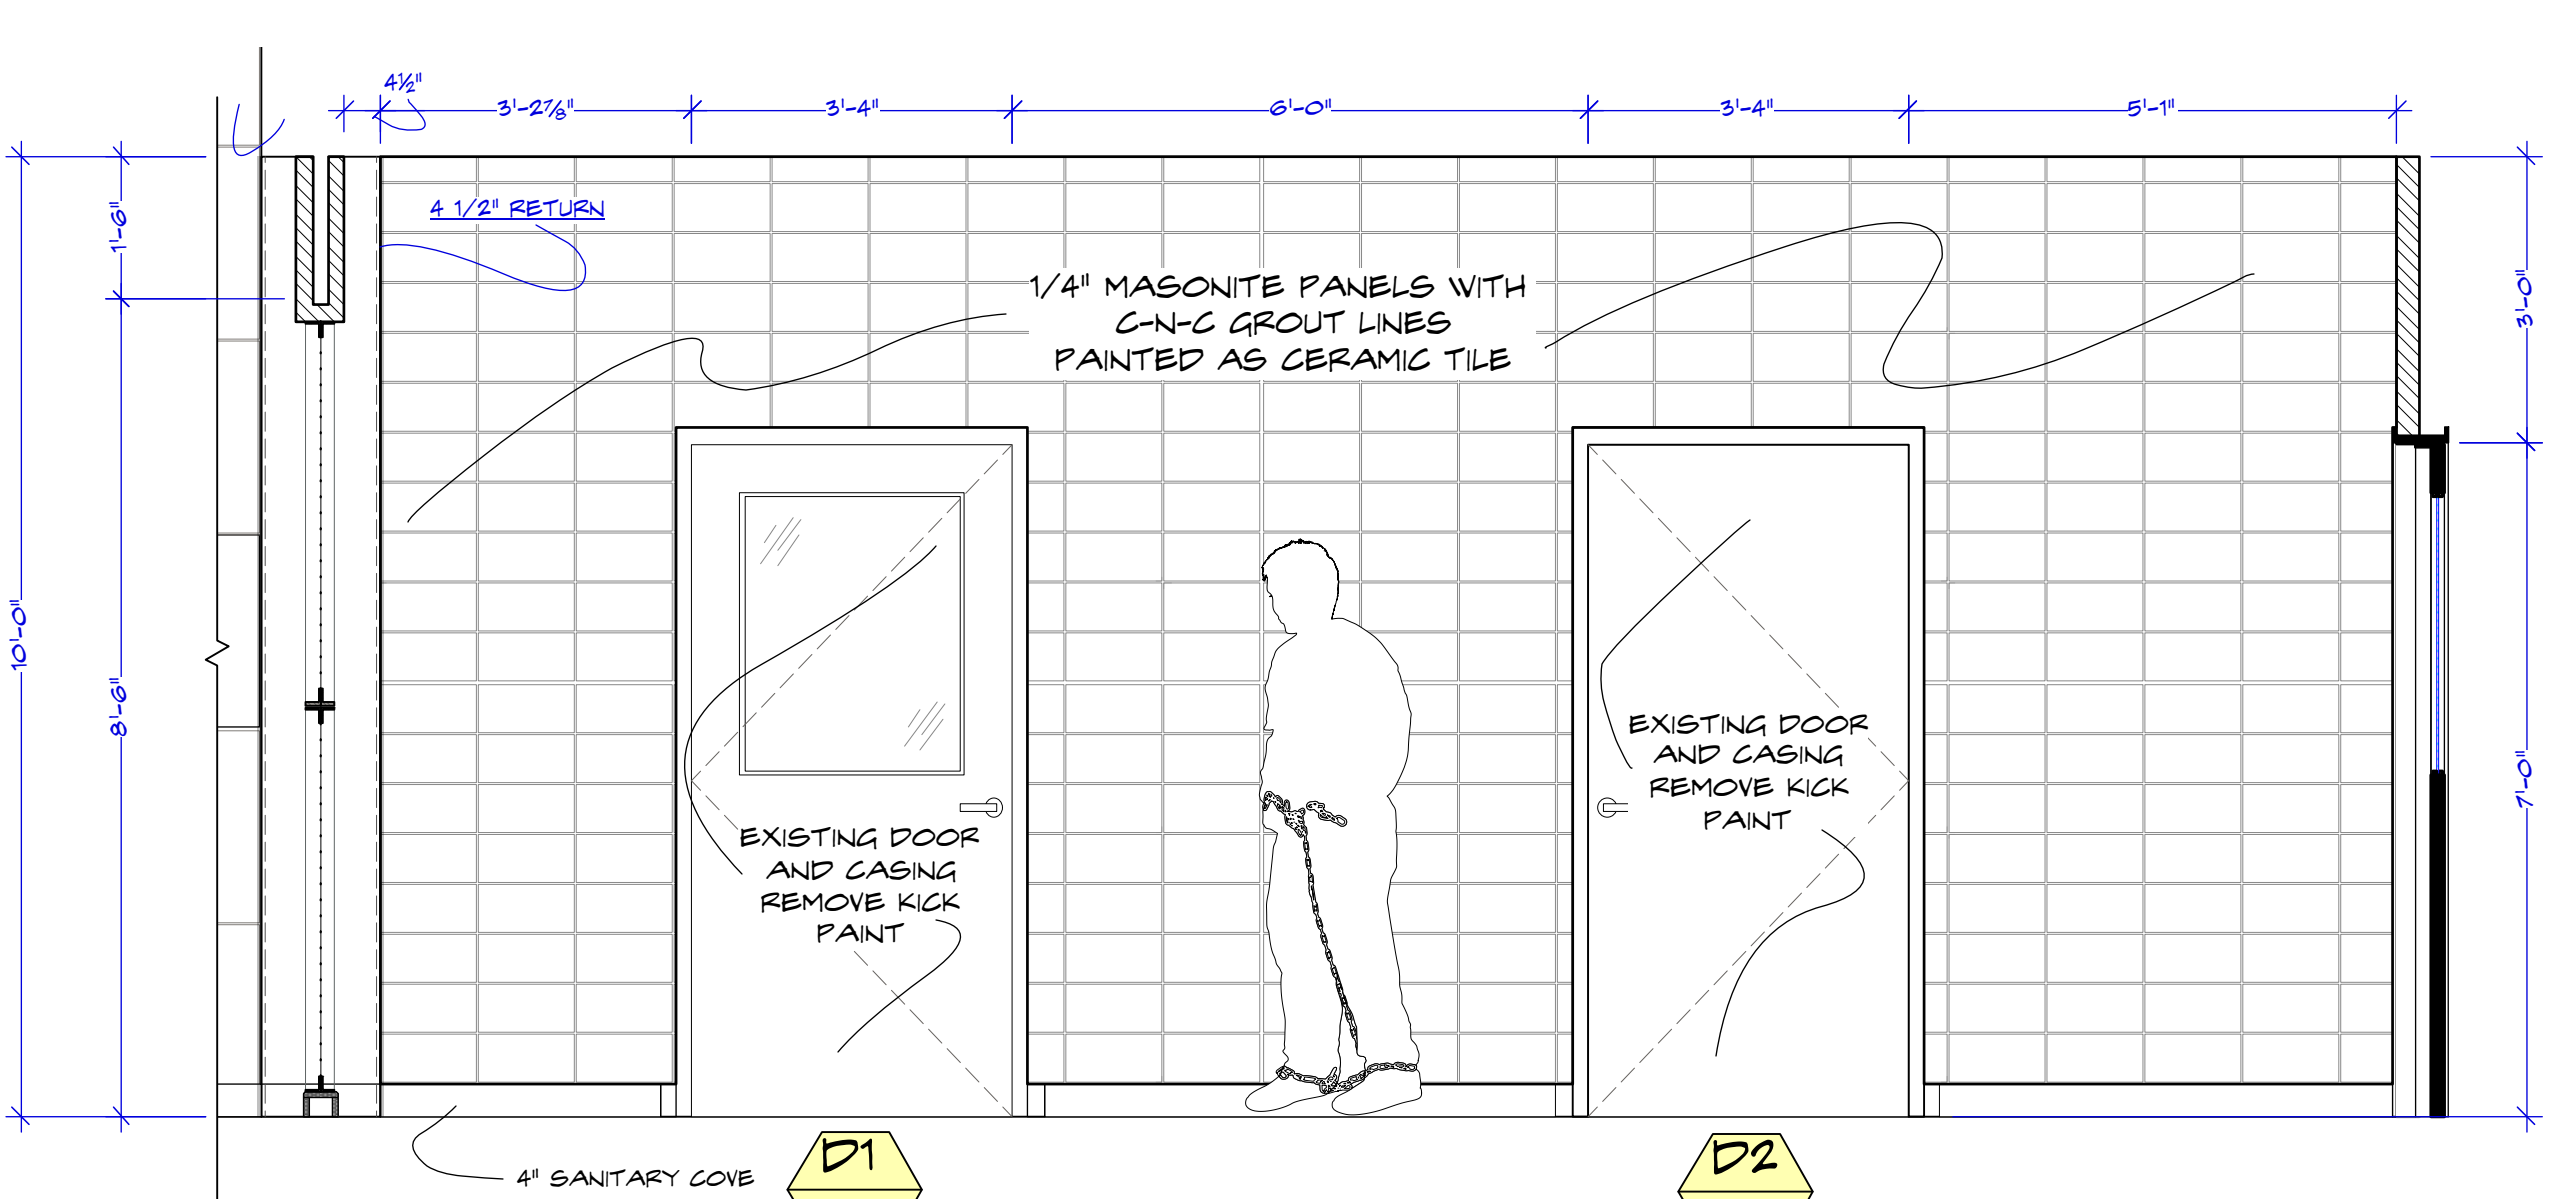 4½"
3'-2⅞"
3'-4"
6'-0"
3'-4"
5'-1"
1'-6"
4 1/2" RETURN
1/4" MASONITE PANELS WITH
C-N-C GROUT LINES
PAINTED AS CERAMIC TILE
3'-0"
10'-0"
8'-6"
EXISTING DOOR
AND CASING
REMOVE KICK
PAINT
EXISTING DOOR
AND CASING
REMOVE KICK
PAINT
7'-0"
4" SANITARY COVE
D1
D2